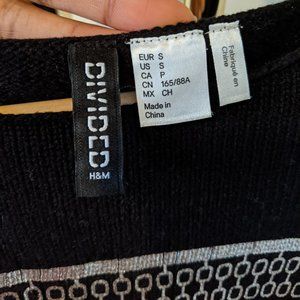 DIVIDED
H&M
EUR S
US S
CA P
CN 165/88A
MX CH
Made in
China
Fabriqué en
Chine